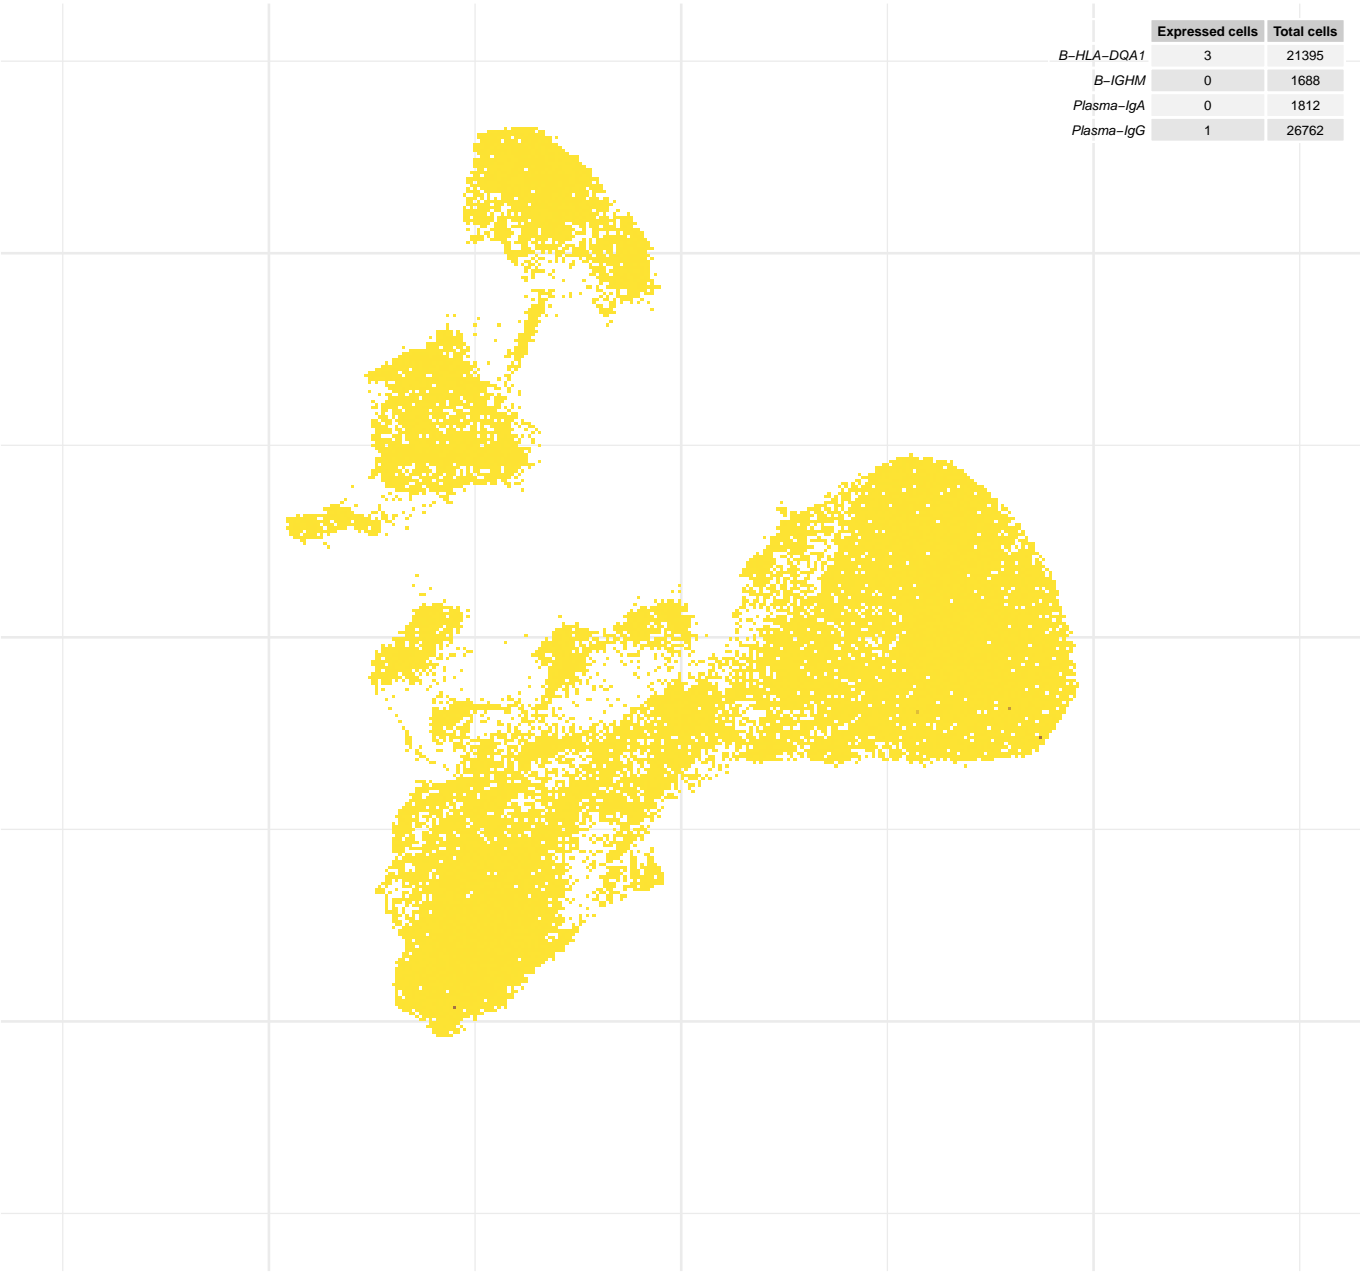 Expressed cells Total cells
B−HLA−DQA1 3 21395
B−IGHM 0 1688
Plasma−IgA 0 1812
Plasma−IgG 1 26762